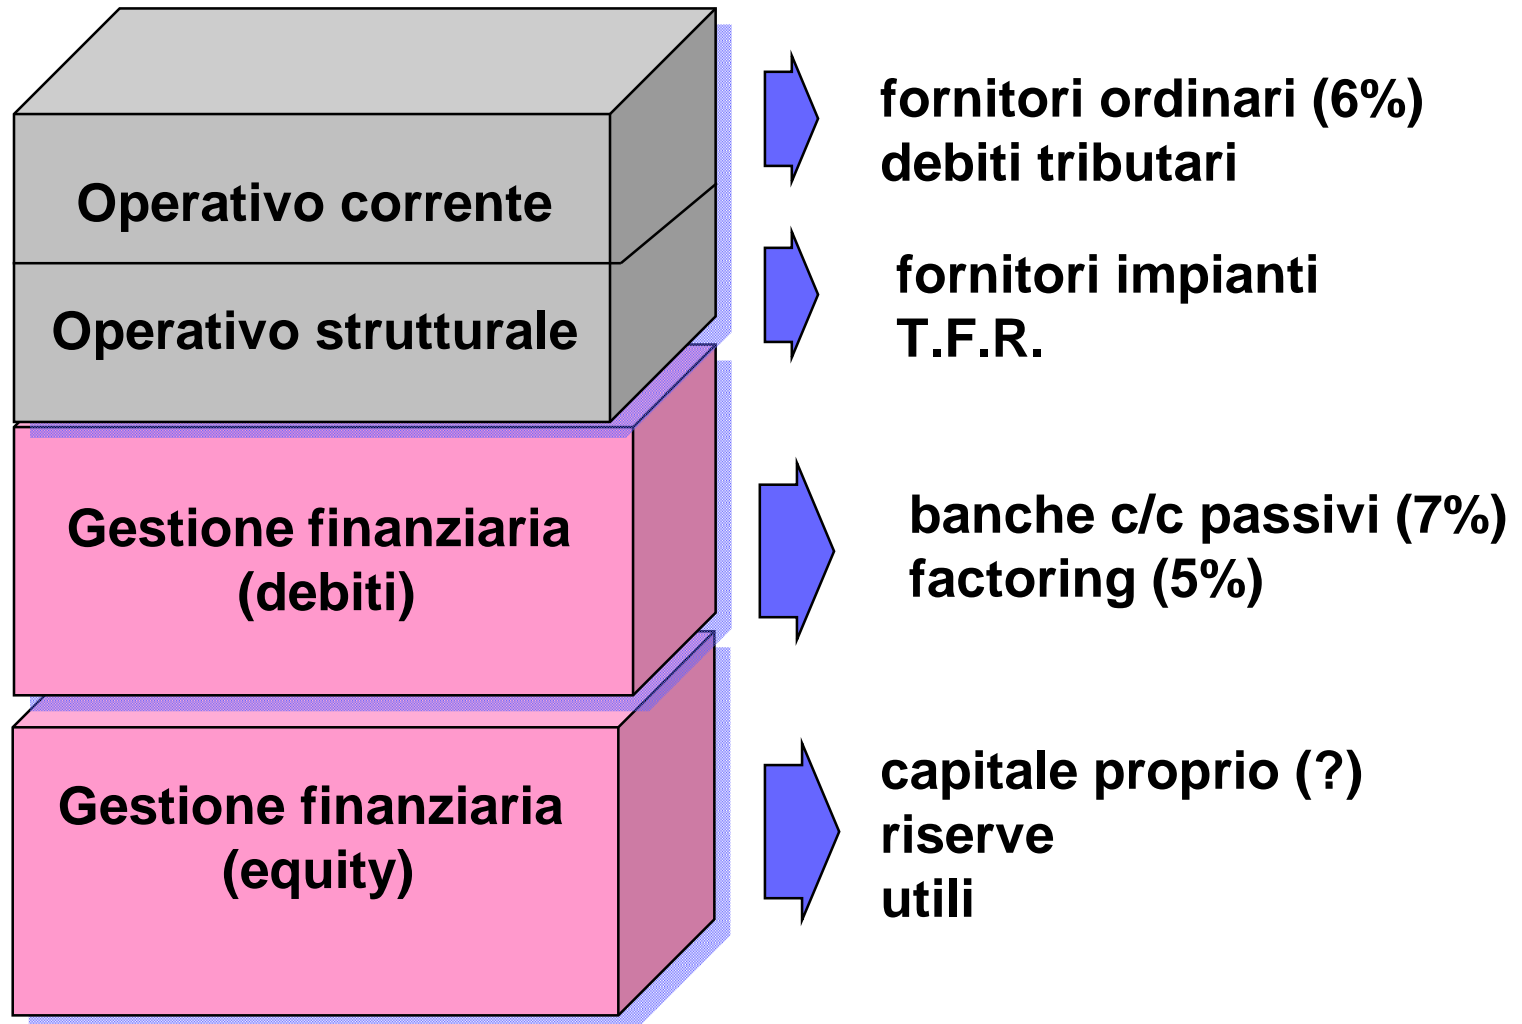 Operativo corrente
fornitori ordinari (6%)
debiti tributari
Operativo strutturale
fornitori impianti
T.F.R.
Gestione finanziaria
(debiti)
banche c/c passivi (7%)
factoring (5%)
Gestione finanziaria
(equity)
capitale proprio (?)
riserve
utili